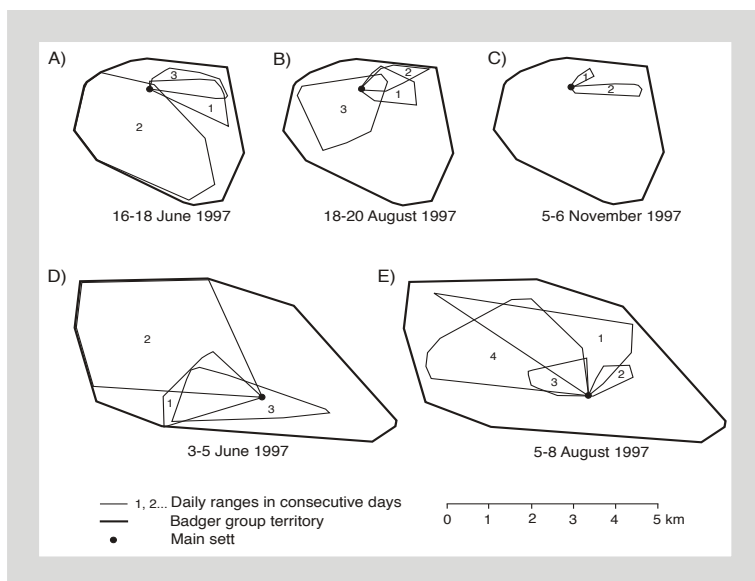 A)
B)
C)
3
1
2
2
1
3
1
2
16-18 June 1997
18-20 August 1997
5-6 November 1997
D)
E)
2
1
3
1
4
3
2
3-5 June 1997
5-8 August 1997
1, 2... Daily ranges in consecutive days
Badger group territory
Main sett
0 1 2 3 4 5 km